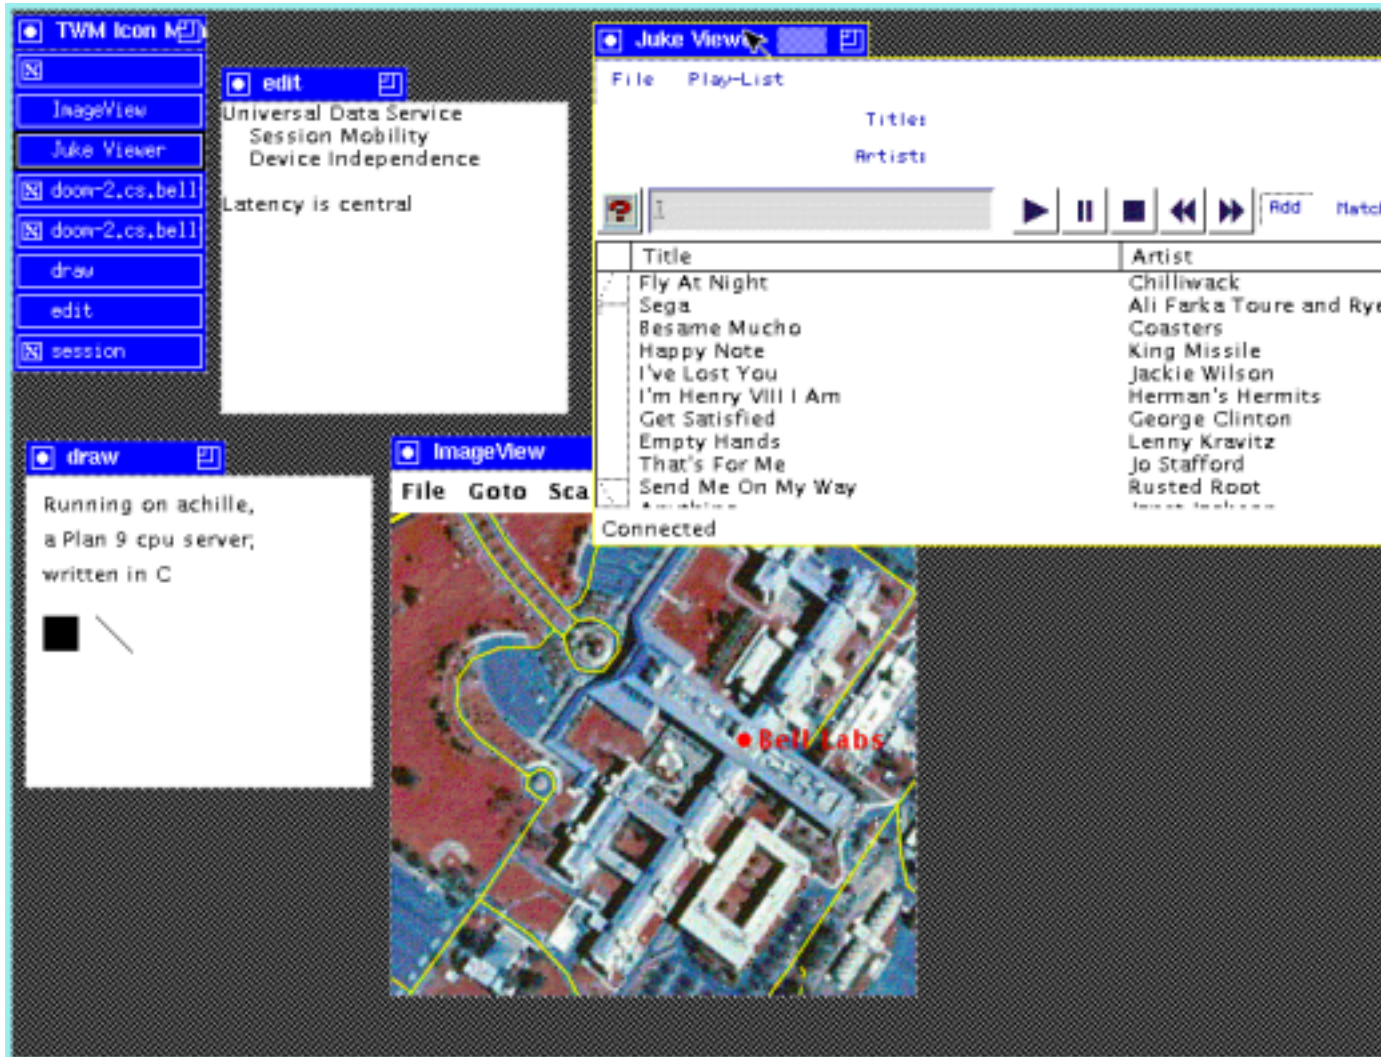 TWM Icon
ImageView
Juke Viewer
doom-2.cs.bell
doom-2.cs.bell
draw
edit
session
edit
Universal Data Service
Session Mobility
Device Independence
Latency is central
Juke
File Play-List
Title:
Artist:
?
Add
Title Artist
Fly At Night Chilliwack
Sega Ali Farka Toure and Rye
Besame Mucho Coasters
Happy Note King Missile
I've Lost You Jackie Wilson
I'm Henry VIII I Am Herman's Hermits
Get Satisfied George Clinton
Empty Hands Lenny Kravitz
That's For Me Jo Stafford
Send Me On My Way Rusted Root
Connected
draw
Running on achille,
a Plan 9 cpu server;
written in C
ImageView
File Goto Sca
Bell Labs